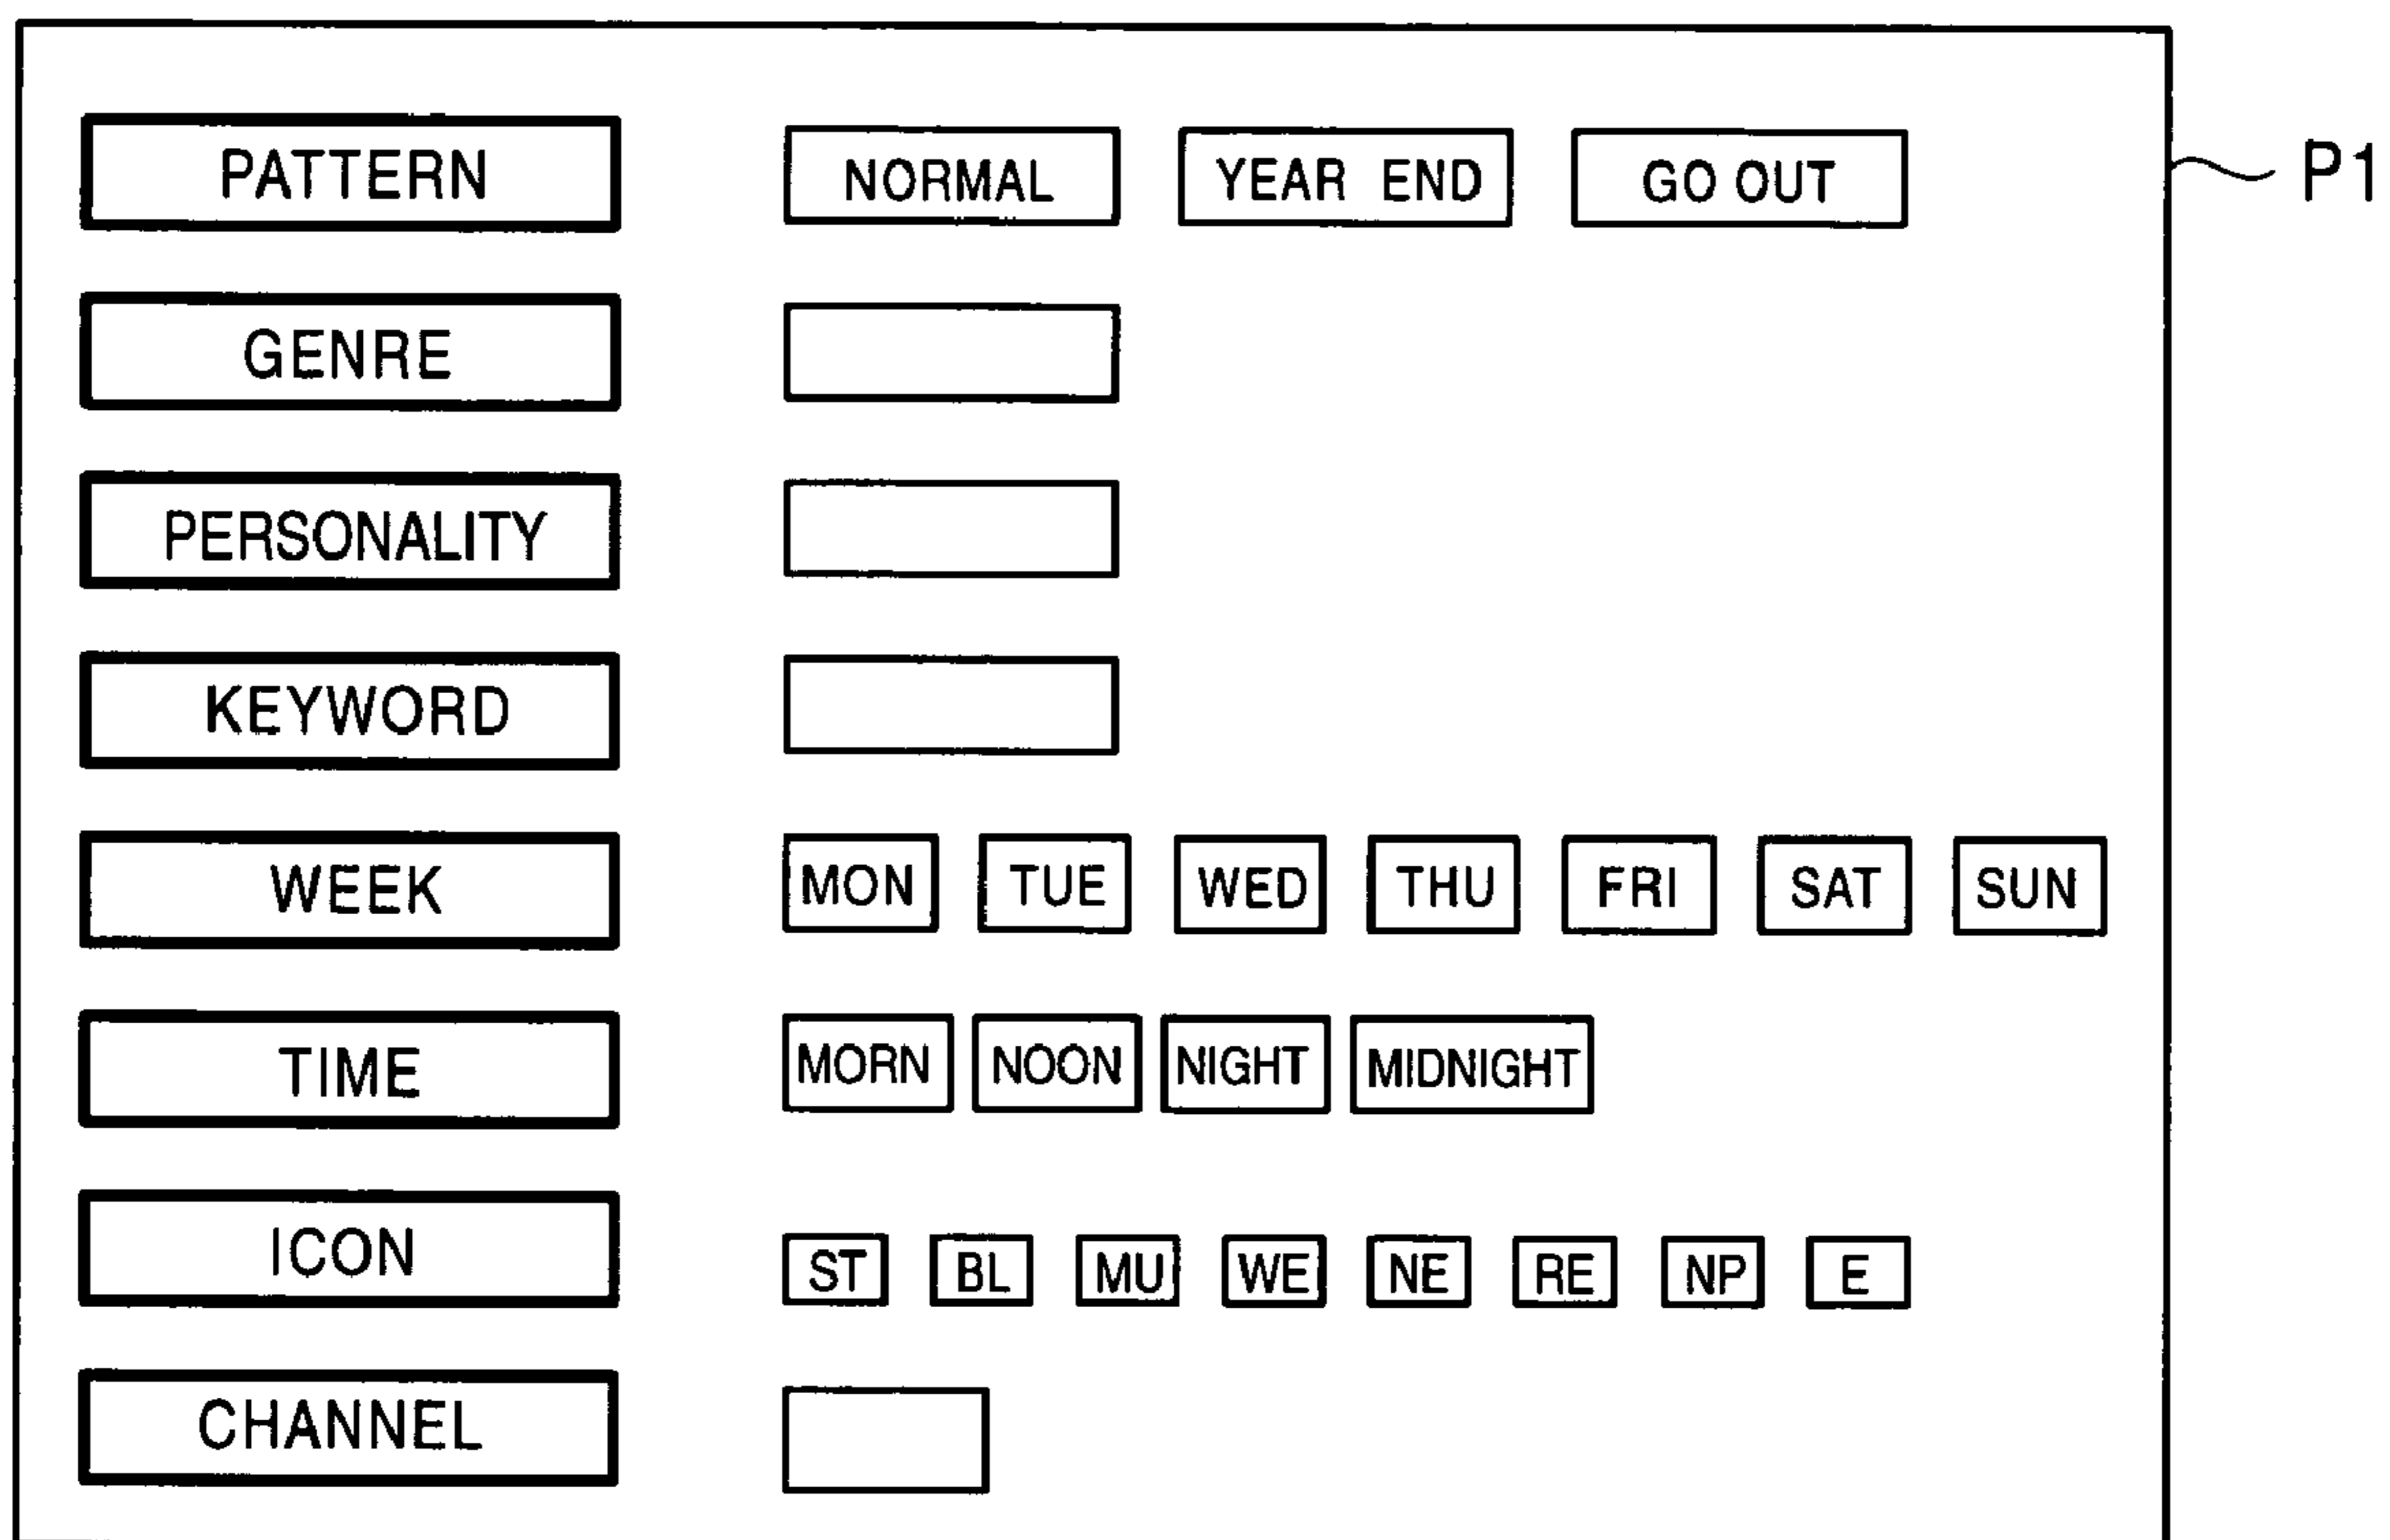 PATTERN NORMAL YEAR END GO OUT P1
GENRE
PERSONALITY
KEYWORD
WEEK MON TUE WED THU FRI SAT SUN
TIME MORN NOON NIGHT MIDNIGHT
ICON ST BL MU WE NE RE NP E
CHANNEL